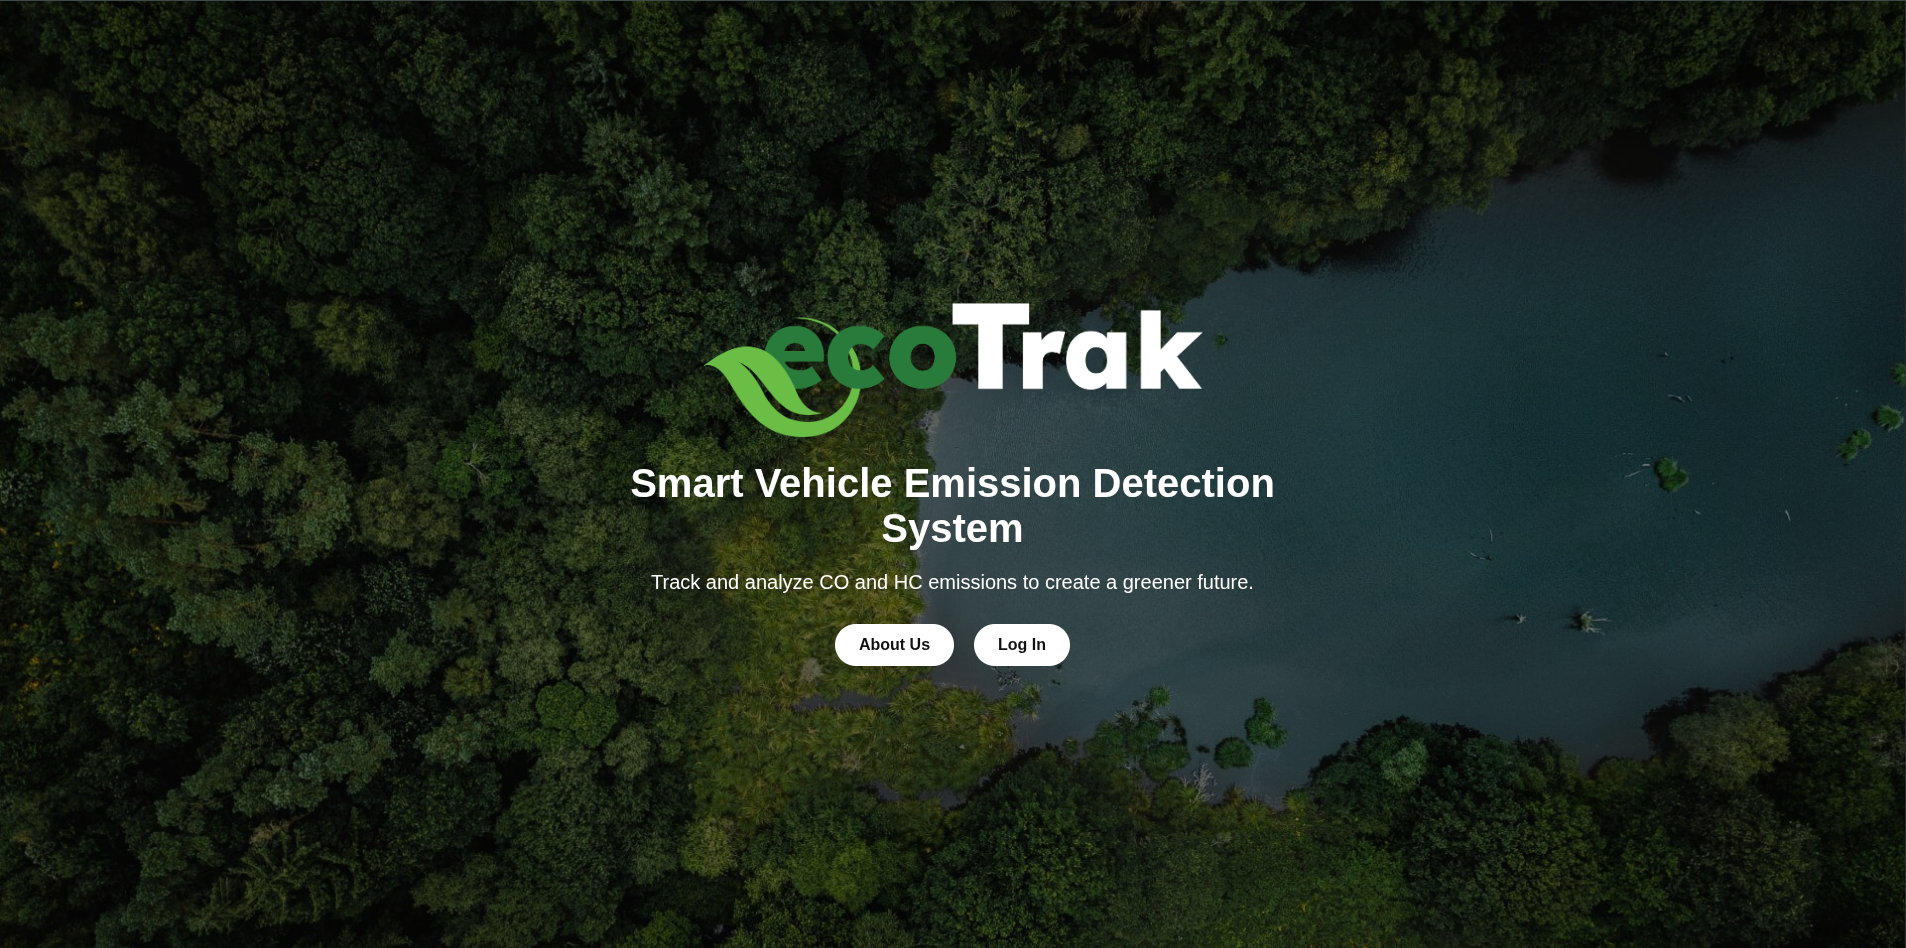 ecoTrak
Smart Vehicle Emission Detection
System
Track and analyze CO and HC emissions to create a greener future.
About Us
Log In